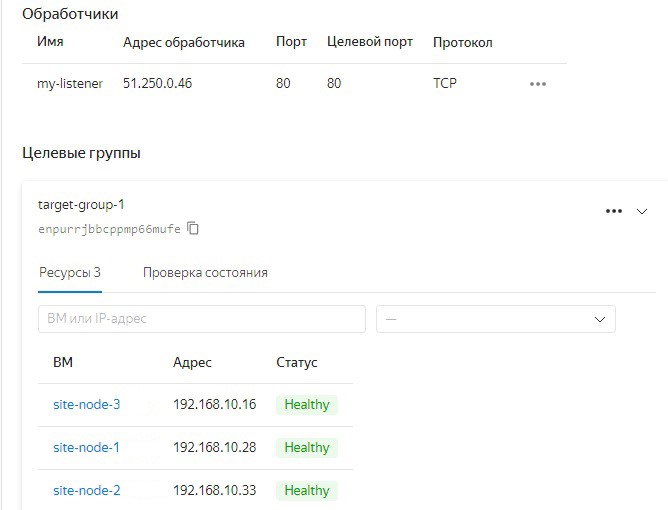 Обработчики
Имя Адрес обработчика Порт Целевой порт Протокол
my-listener 51.250.0.46 80 80 TCP
Целевые группы
target-group-1
enpurrjbbcppmp66mufe
Ресурсы 3 Проверка состояния
ВМ или IP-адрес —
ВМ Адрес Статус
site-node-3 192.168.10.16 Healthy
site-node-1 192.168.10.28 Healthy
site-node-2 192.168.10.33 Healthy